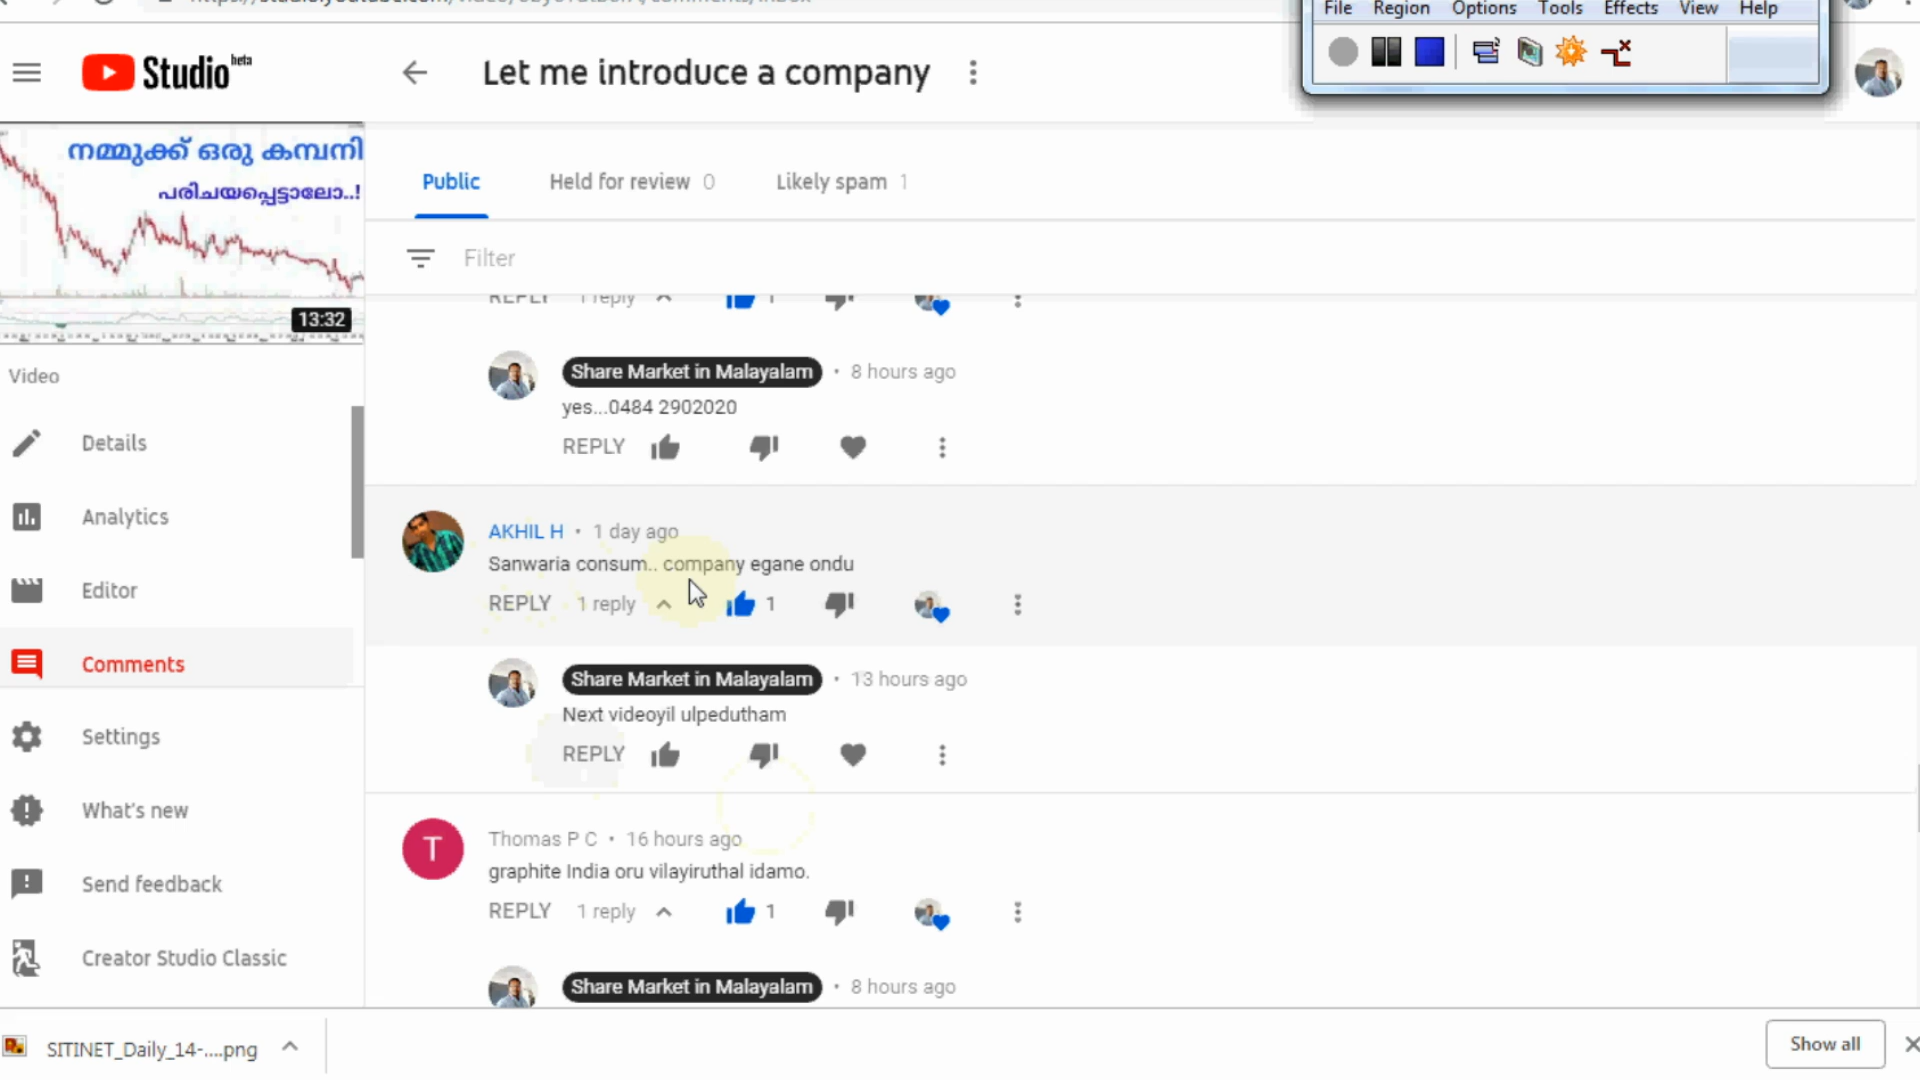 File Region Options Tools Effects View Help
Studio beta
Let me introduce a company
നമ്മുക്ക് ഒരു കമ്പനി
പരിചയപ്പെട്ടാലോ..!
13:32
Public Held for review 0 Likely spam 1
Filter
REPLY 1 reply 1
Share Market in Malayalam • 8 hours ago
yes...0484 2902020
REPLY
AKHIL H • 1 day ago
Sanwaria consum.. company egane ondu
REPLY 1 reply 1
Share Market in Malayalam • 13 hours ago
Next videoyil ulpedutham
REPLY
Thomas P C • 16 hours ago
graphite India oru vilayiruthal idamo.
REPLY 1 reply 1
Share Market in Malayalam • 8 hours ago
Video
Details
Analytics
Editor
Comments
Settings
What's new
Send feedback
Creator Studio Classic
SITINET_Daily_14-....png
Show all